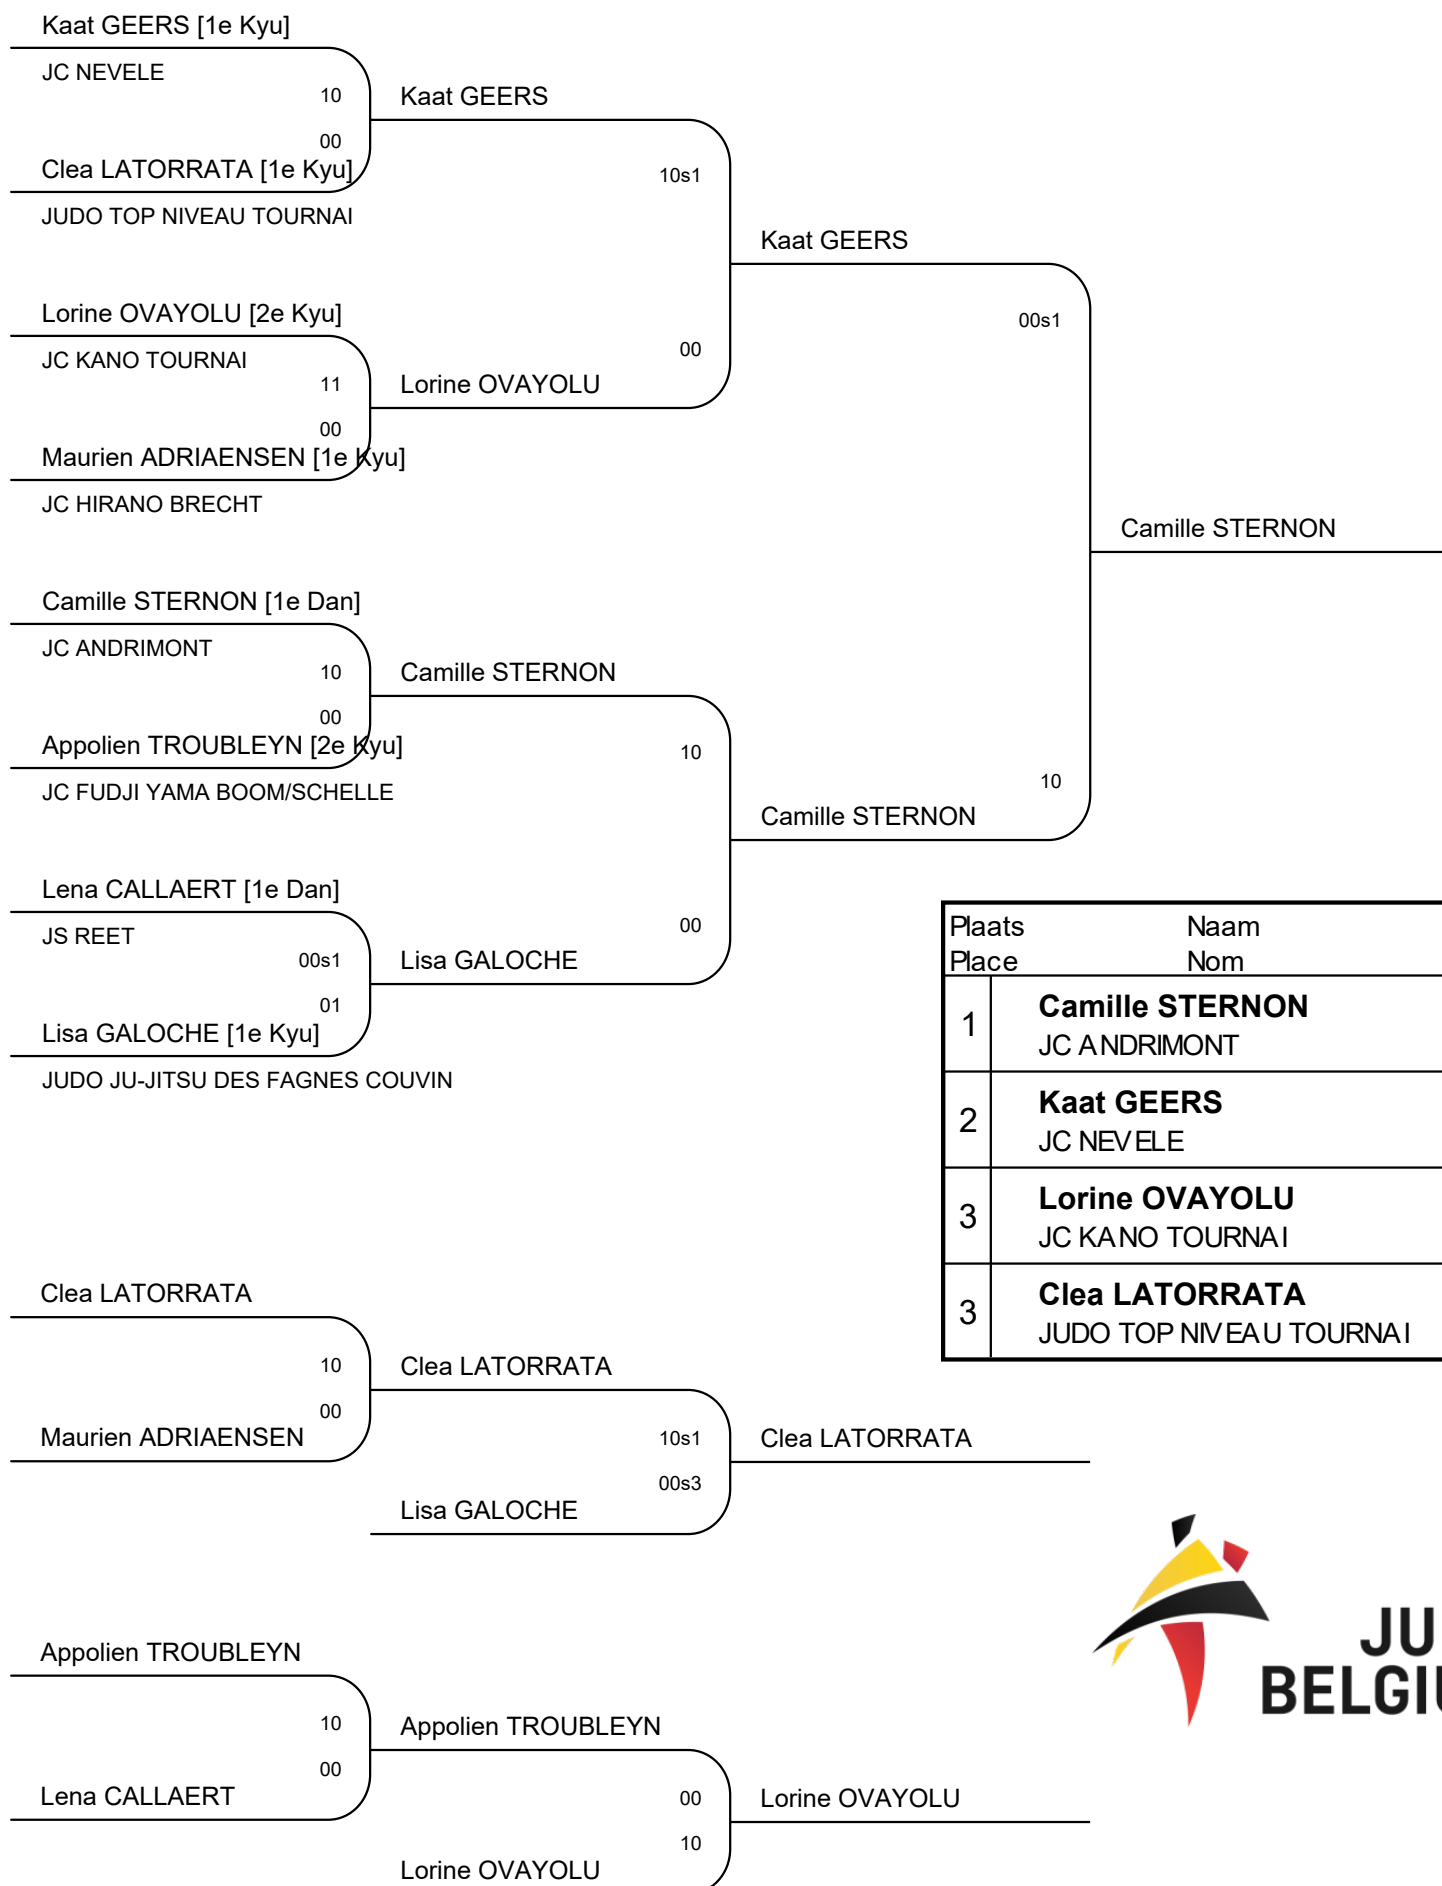 Kaat GEERS [1e Kyu]
JC NEVELE
10
Kaat GEERS
00
Clea LATORRATA [1e Kyu]
10s1
JUDO TOP NIVEAU TOURNAI
Kaat GEERS
Lorine OVAYOLU [2e Kyu]
00s1
JC KANO TOURNAI
00
11
Lorine OVAYOLU
00
Maurien ADRIAENSEN [1e Kyu]
JC HIRANO BRECHT
Camille STERNON
Camille STERNON [1e Dan]
JC ANDRIMONT
10
Camille STERNON
00
Appolien TROUBLEYN [2e Kyu]
10
JC FUDJI YAMA BOOM/SCHELLE
10
Camille STERNON
Lena CALLAERT [1e Dan]
JS REET
00
00s1
Lisa GALOCHE
01
Lisa GALOCHE [1e Kyu]
JUDO JU-JITSU DES FAGNES COUVIN
Plaats Naam
Place Nom
1 Camille STERNON
JC ANDRIMONT
2 Kaat GEERS
JC NEVELE
3 Lorine OVAYOLU
JC KANO TOURNAI
3 Clea LATORRATA
JUDO TOP NIVEAU TOURNAI
Clea LATORRATA
10
Clea LATORRATA
00
Maurien ADRIAENSEN
10s1
Clea LATORRATA
00s3
Lisa GALOCHE
JU
BELGIU
Appolien TROUBLEYN
10
Appolien TROUBLEYN
00
Lena CALLAERT
00
Lorine OVAYOLU
10
Lorine OVAYOLU